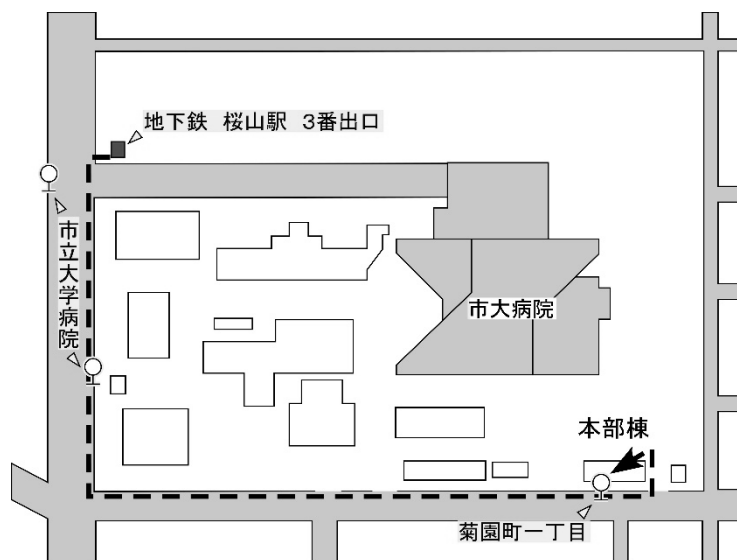 地下鉄 桜山駅 3番出口
市立大学病院
市大病院
本部棟
菊園町一丁目